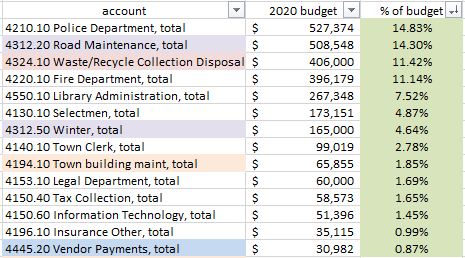 account 2020 budget % of budget
4210.10 Police Department, total $ 527,374 14.83%
4312.20 Road Maintenance, total $ 508,548 14.30%
4324.10 Waste/Recycle Collection Disposal $ 406,000 11.42%
4220.10 Fire Department, total $ 396,179 11.14%
4550.10 Library Administration, total $ 267,348 7.52%
4130.10 Selectmen, total $ 173,151 4.87%
4312.50 Winter, total $ 165,000 4.64%
4140.10 Town Clerk, total $ 99,019 2.78%
4194.10 Town building maint, total $ 65,855 1.85%
4153.10 Legal Department, total $ 60,000 1.69%
4150.40 Tax Collection, total $ 58,573 1.65%
4150.60 Information Technology, total $ 51,396 1.45%
4196.10 Insurance Other, total $ 35,115 0.99%
4445.20 Vendor Payments, total $ 30,982 0.87%